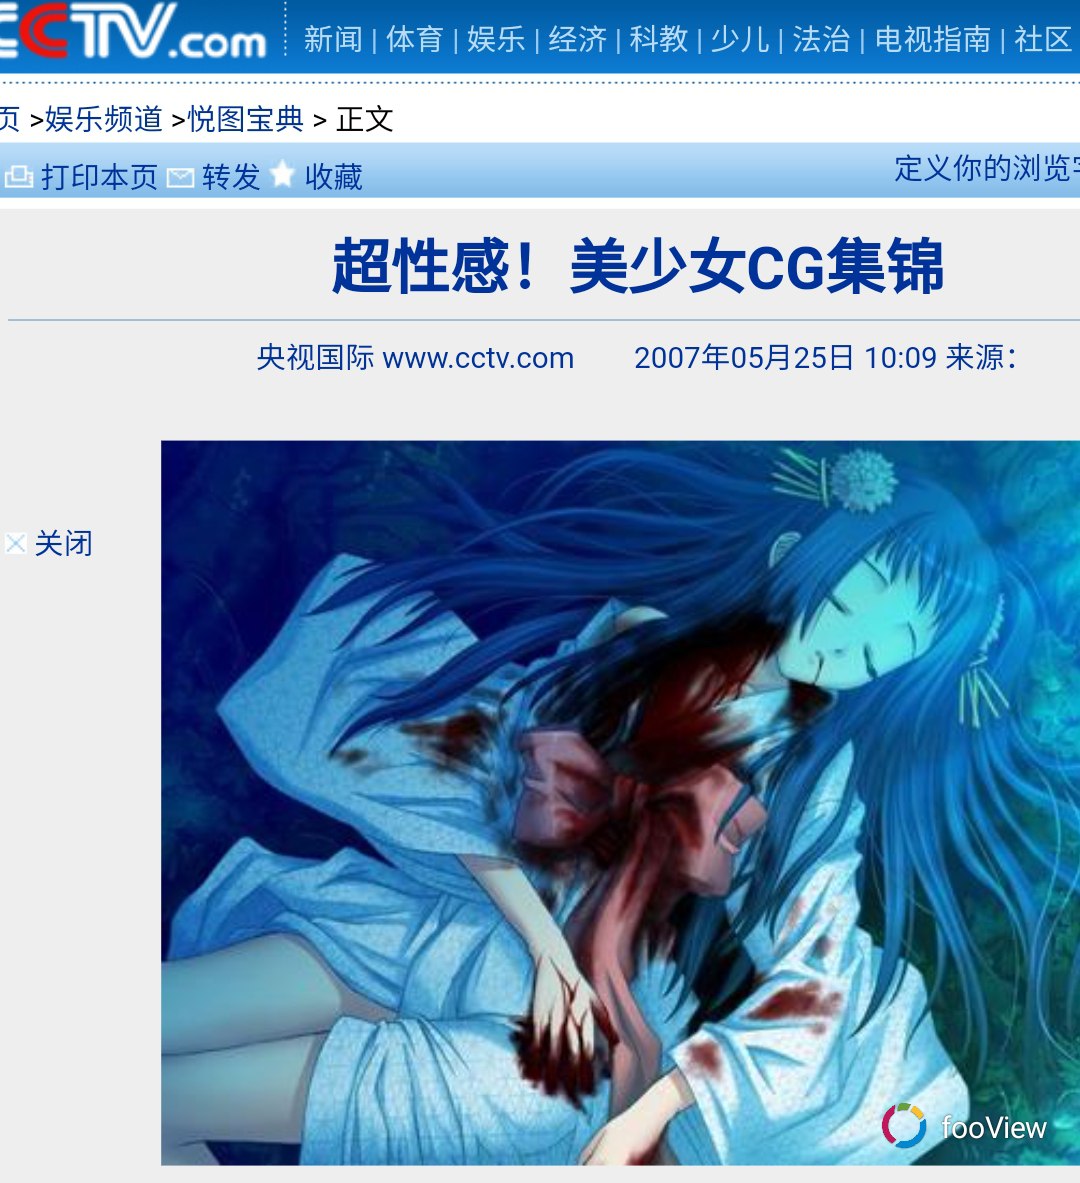 CCTV.com 新闻 | 体育 | 娱乐 | 经济 | 科教 | 少儿 | 法治 | 电视指南 | 社区
页 >娱乐频道 >悦图宝典 > 正文
打印本页 转发 收藏 定义你的浏览字
超性感！美少女CG集锦
央视国际 www.cctv.com 2007年05月25日 10:09 来源：
关闭
fooView